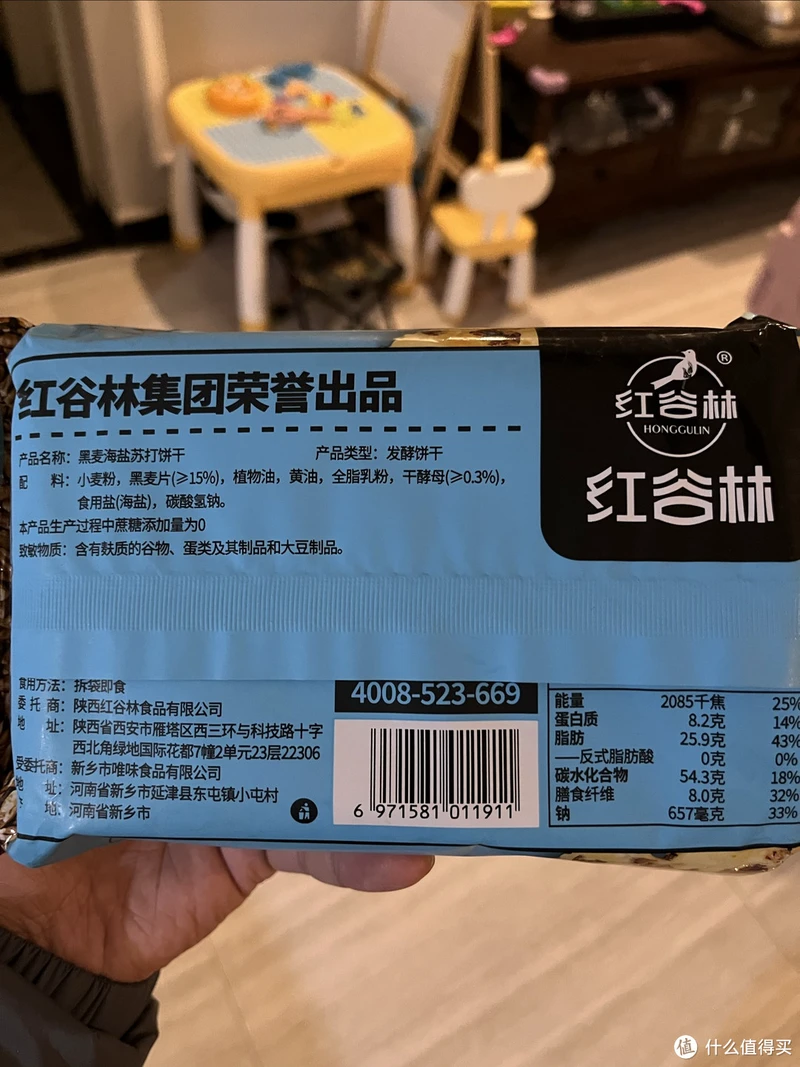 红谷林集团荣誉出品
产品名称：黑麦海盐苏打饼干 产品类型：发酵饼干
配 料：小麦粉，黑麦片(≥15%)，植物油，黄油，全脂乳粉，干酵母(≥0.3%)，
食用盐(海盐)，碳酸氢钠。
本产品生产过程中蔗糖添加量为0
致敏物质：含有麸质的谷物、蛋类及其制品和大豆制品。
®
红谷林
HONGGULIN
红谷林
食用方法：拆袋即食
委 托 商：陕西红谷林食品有限公司
地 址：陕西省西安市雁塔区西三环与科技路十字
西北角绿地国际花都7幢2单元23层22306
受委托商：新乡市唯味食品有限公司
地 址：河南省新乡市延津县东屯镇小屯村
地：河南省新乡市
4008-523-669
6 971581 011911
能量 2085千焦 25%
蛋白质 8.2克 14%
脂肪 25.9克 43%
——反式脂肪酸 0克 0%
碳水化合物 54.3克 18%
膳食纤维 8.0克 32%
钠 657毫克 33%
值 什么值得买